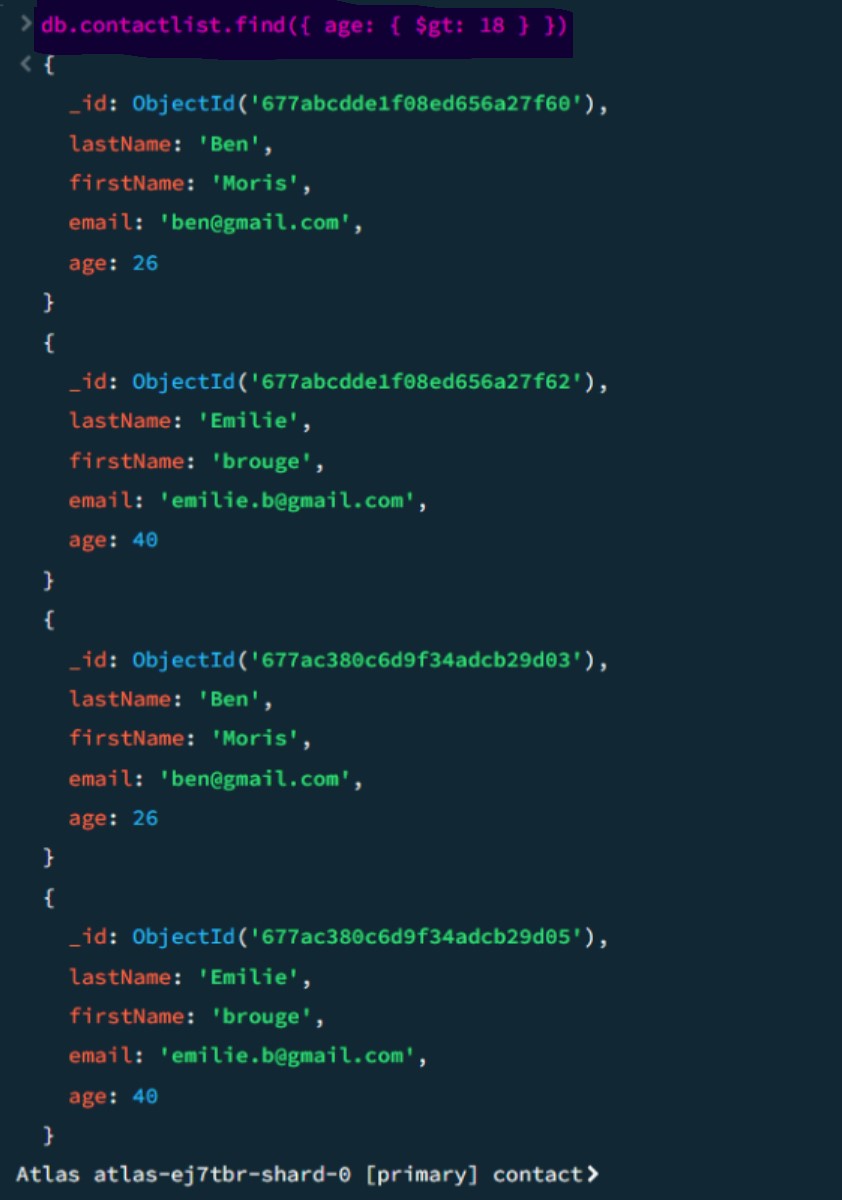 > db.contactlist.find({ age: { $gt: 18 } })
< {
_id: ObjectId('677abcdde1f08ed656a27f60'),
lastName: 'Ben',
firstName: 'Moris',
email: 'ben@gmail.com',
age: 26
}
{
_id: ObjectId('677abcdde1f08ed656a27f62'),
lastName: 'Emilie',
firstName: 'brouge',
email: 'emilie.b@gmail.com',
age: 40
}
{
_id: ObjectId('677ac380c6d9f34adcb29d03'),
lastName: 'Ben',
firstName: 'Moris',
email: 'ben@gmail.com',
age: 26
}
{
_id: ObjectId('677ac380c6d9f34adcb29d05'),
lastName: 'Emilie',
firstName: 'brouge',
email: 'emilie.b@gmail.com',
age: 40
}
Atlas atlas-ej7tbr-shard-0 [primary] contact>